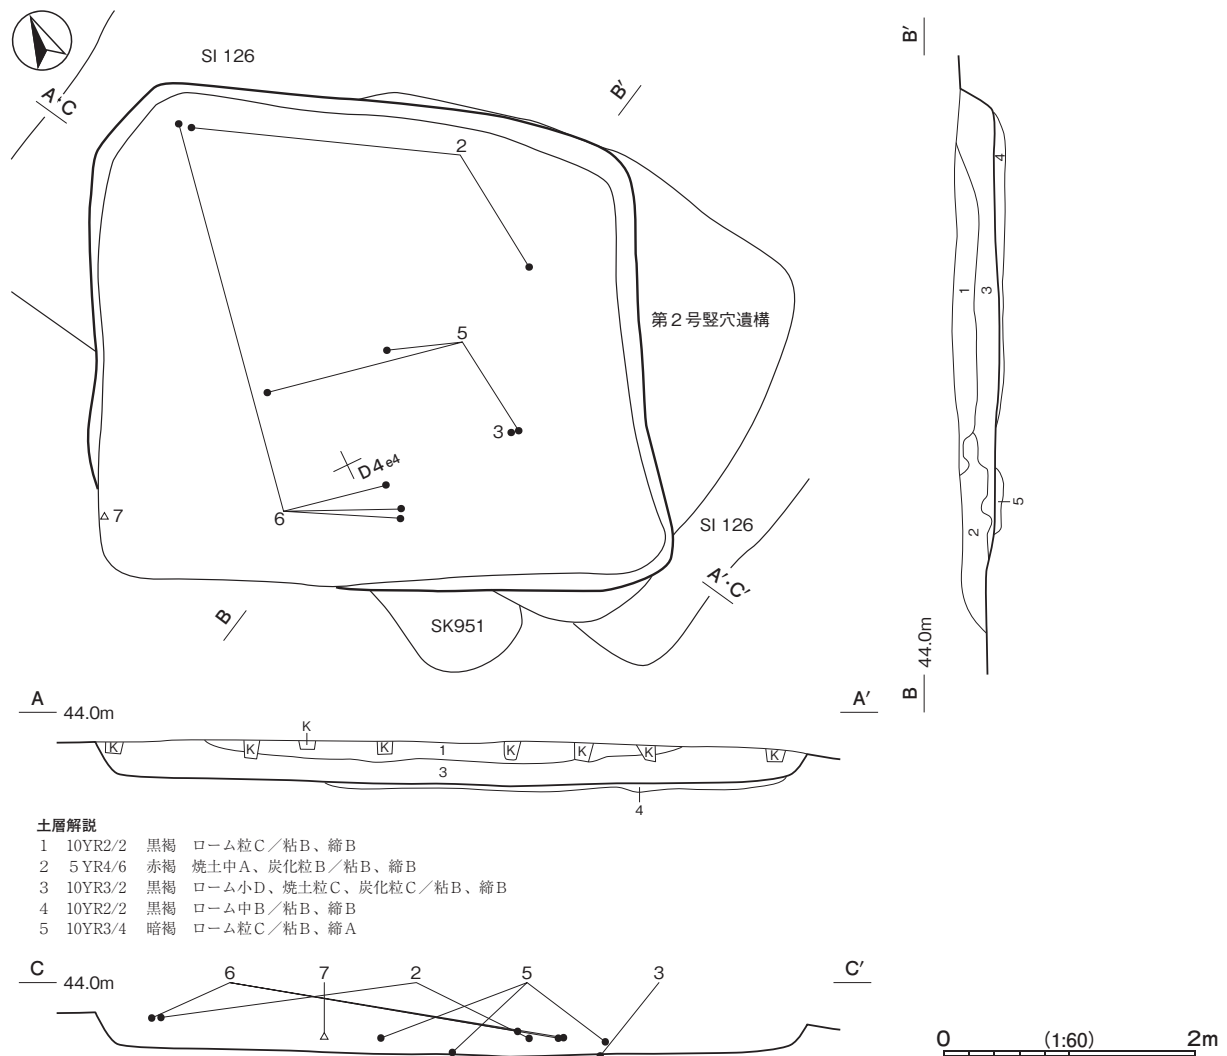 SI 126
A・C
B′
2
第２号竪穴遺構
5
3
D4e4
6
7
SI 126
A′・C′
B
SK951
B′
4
1
3
5
2
B 44.0m
A 44.0m
A′
K
K K K K K K K
1
3
4
土層解説
1 10YR2/2 黒褐 ローム粒C／粘B、締B
2 5YR4/6 赤褐 焼土中A、炭化粒B／粘B、締B
3 10YR3/2 黒褐 ローム小D、焼土粒C、炭化粒C／粘B、締B
4 10YR2/2 黒褐 ローム中B／粘B、締B
5 10YR3/4 暗褐 ローム粒C／粘B、締A
C 44.0m
6 7 2 5 3
C′
0 (1:60) 2m